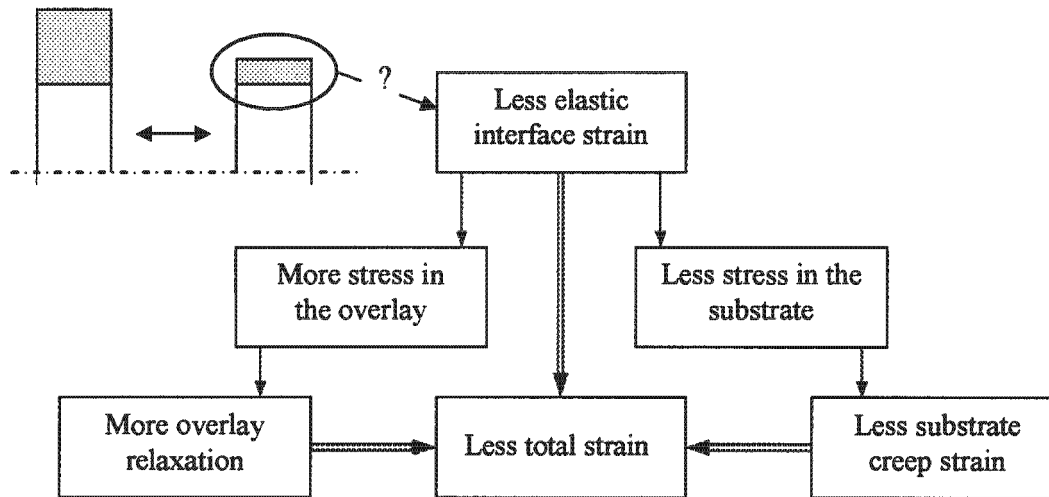 ?
Less elastic
interface strain
More stress in
the overlay
Less stress in the
substrate
More overlay
relaxation
Less total strain
Less substrate
creep strain